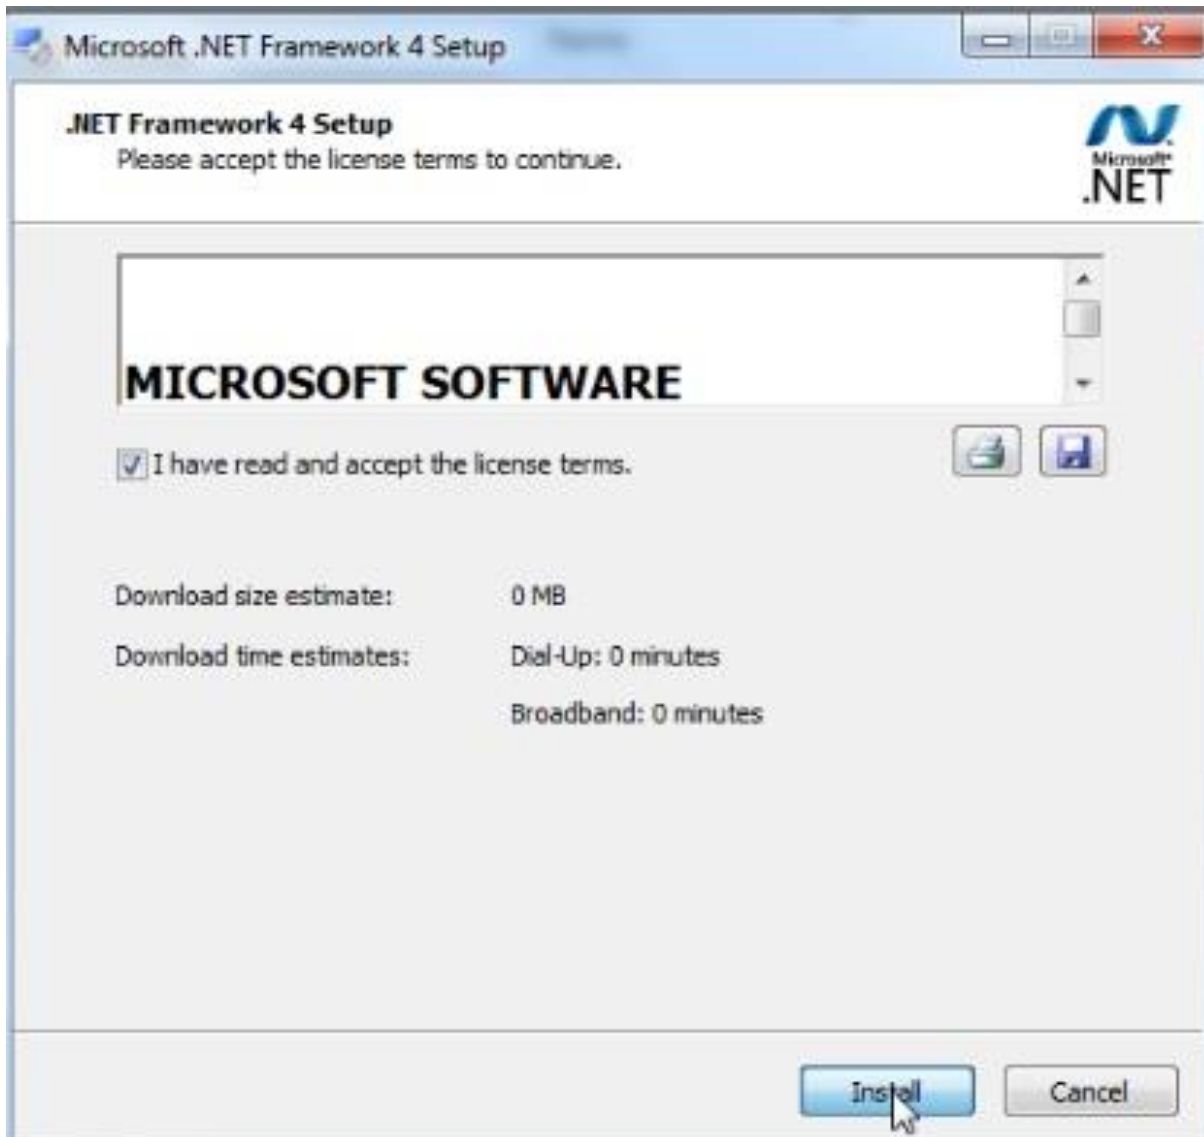 Microsoft .NET Framework 4 Setup
.NET Framework 4 Setup
Please accept the license terms to continue.
Microsoft®
.NET
MICROSOFT SOFTWARE
I have read and accept the license terms.
Download size estimate: 0 MB
Download time estimates: Dial-Up: 0 minutes
Broadband: 0 minutes
Install Cancel